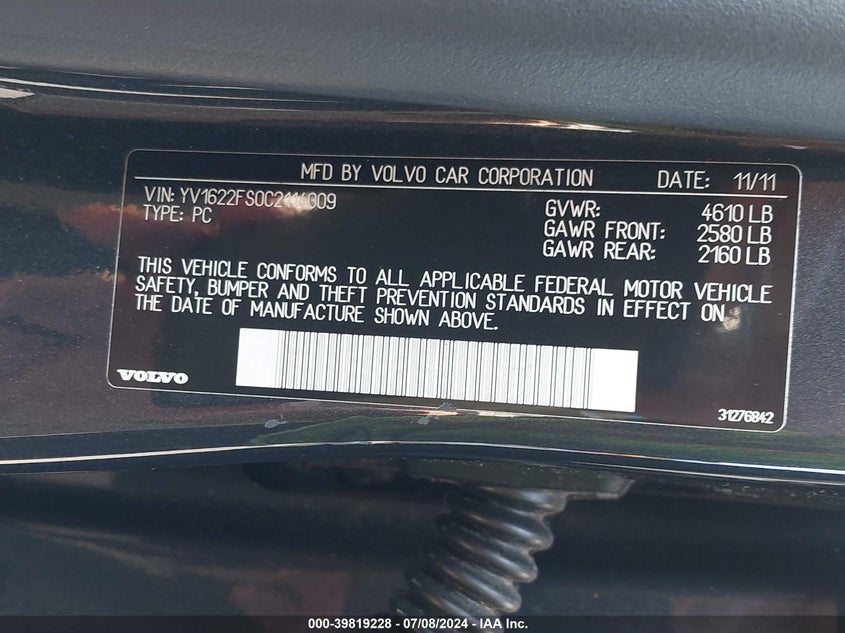 MFD BY VOLVO CAR CORPORATION DATE: 11/11
VIN:
TYPE: PC
GVWR: 4610 LB
GAWR FRONT: 2580 LB
GAWR REAR: 2160 LB
THIS VEHICLE CONFORMS TO ALL APPLICABLE FEDERAL MOTOR VEHICLE
SAFETY, BUMPER AND THEFT PREVENTION STANDARDS IN EFFECT ON
THE DATE OF MANUFACTURE SHOWN ABOVE.
VOLVO
31276842
000-39819228 - 07/08/2024 - IAA Inc.